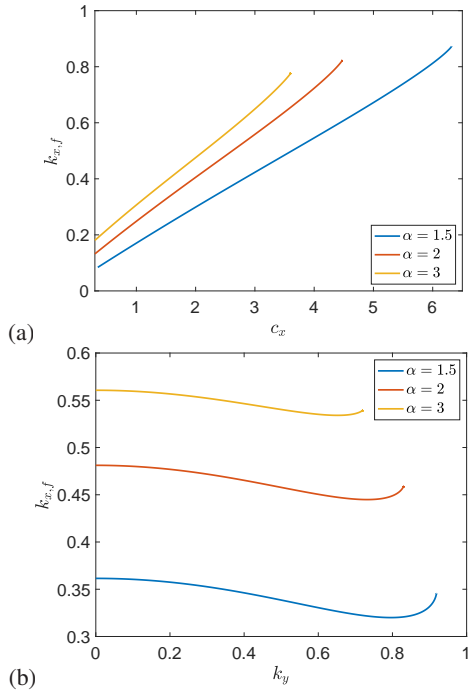 1
0.8
0.6
0.4
0.2
0
k_{x,f}
1 2 3 4 5 6
c_x
α = 1.5
α = 2
α = 3
(a)
0.6
0.55
0.5
0.45
0.4
0.35
0.3
k_{x,f}
0 0.2 0.4 0.6 0.8 1
k_y
α = 1.5
α = 2
α = 3
(b)